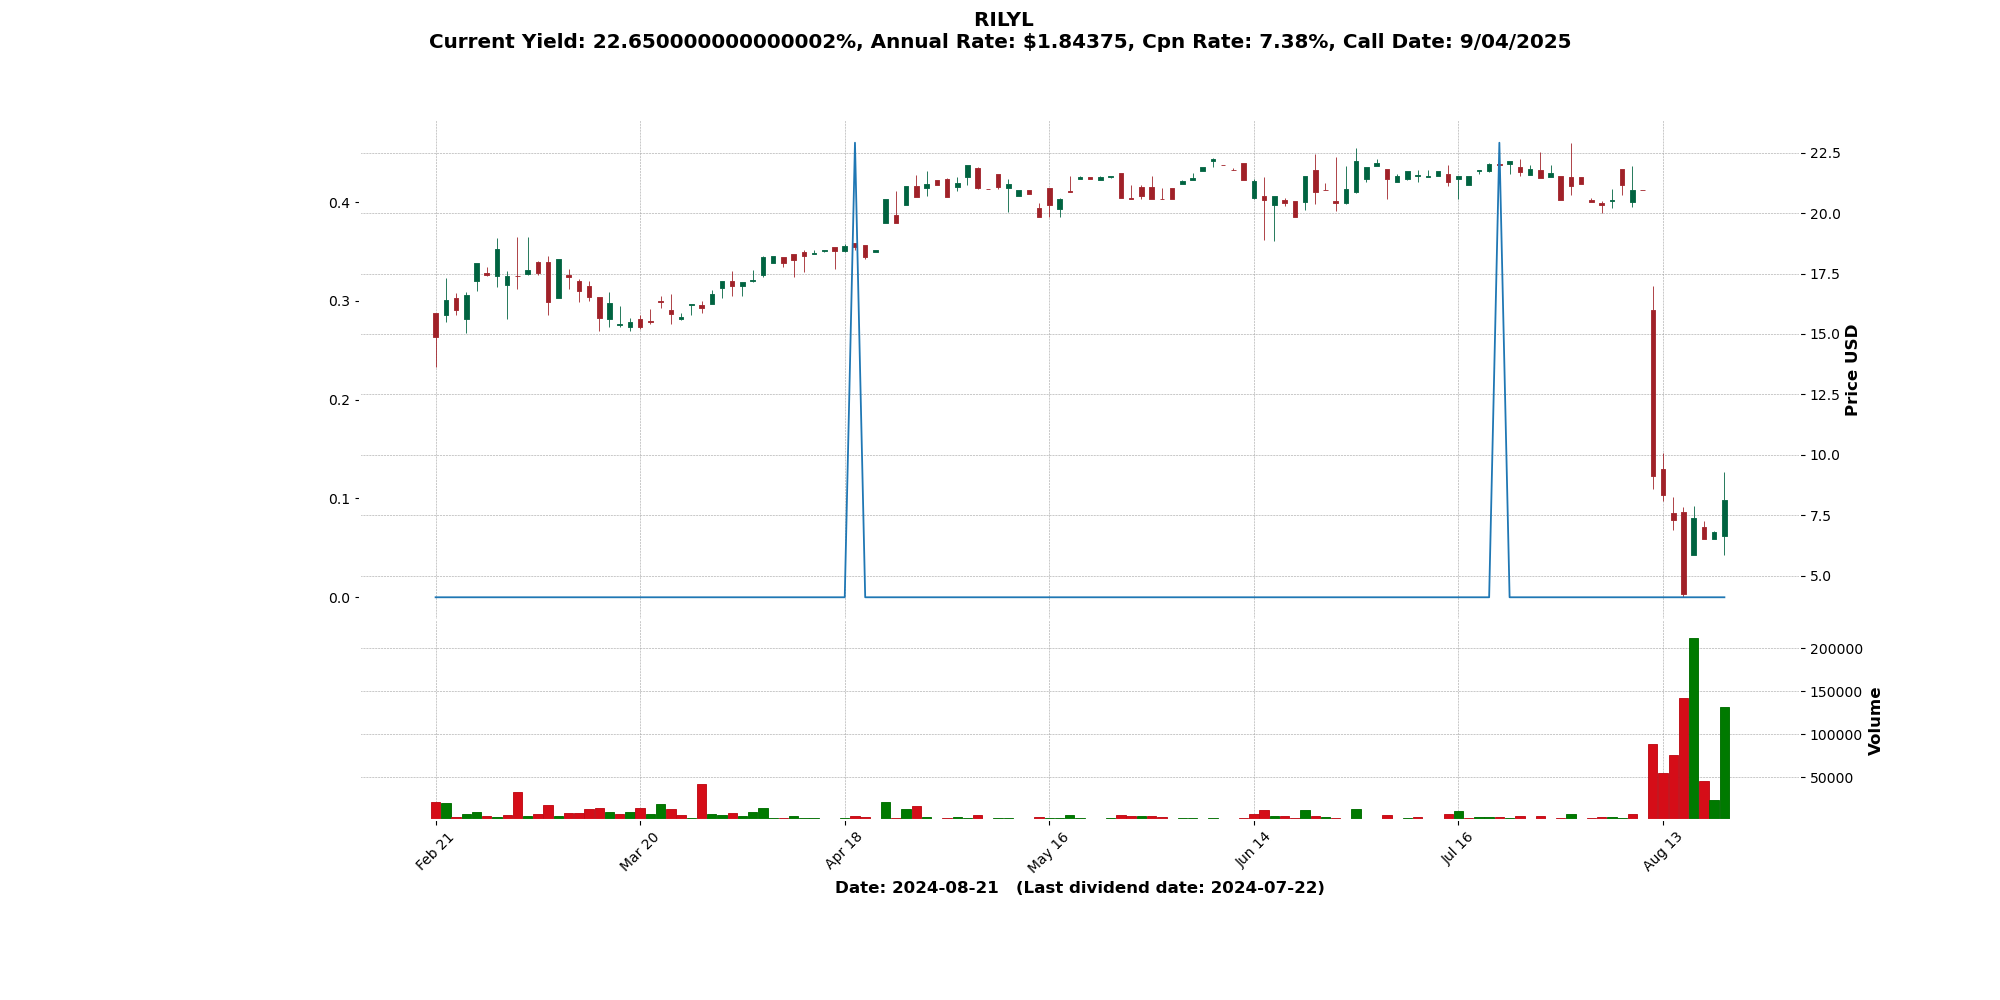 RILYL
Current Yield: 22.650000000000002%, Annual Rate: $1.84375, Cpn Rate: 7.38%, Call Date: 9/04/2025
0.4
0.3
0.2
0.1
0.0
22.5
20.0
17.5
15.0
12.5
10.0
7.5
5.0
Price USD
200000
150000
100000
50000
Volume
Feb 21
Mar 20
Apr 18
May 16
Jun 14
Jul 16
Aug 13
Date: 2024-08-21 (Last dividend date: 2024-07-22)